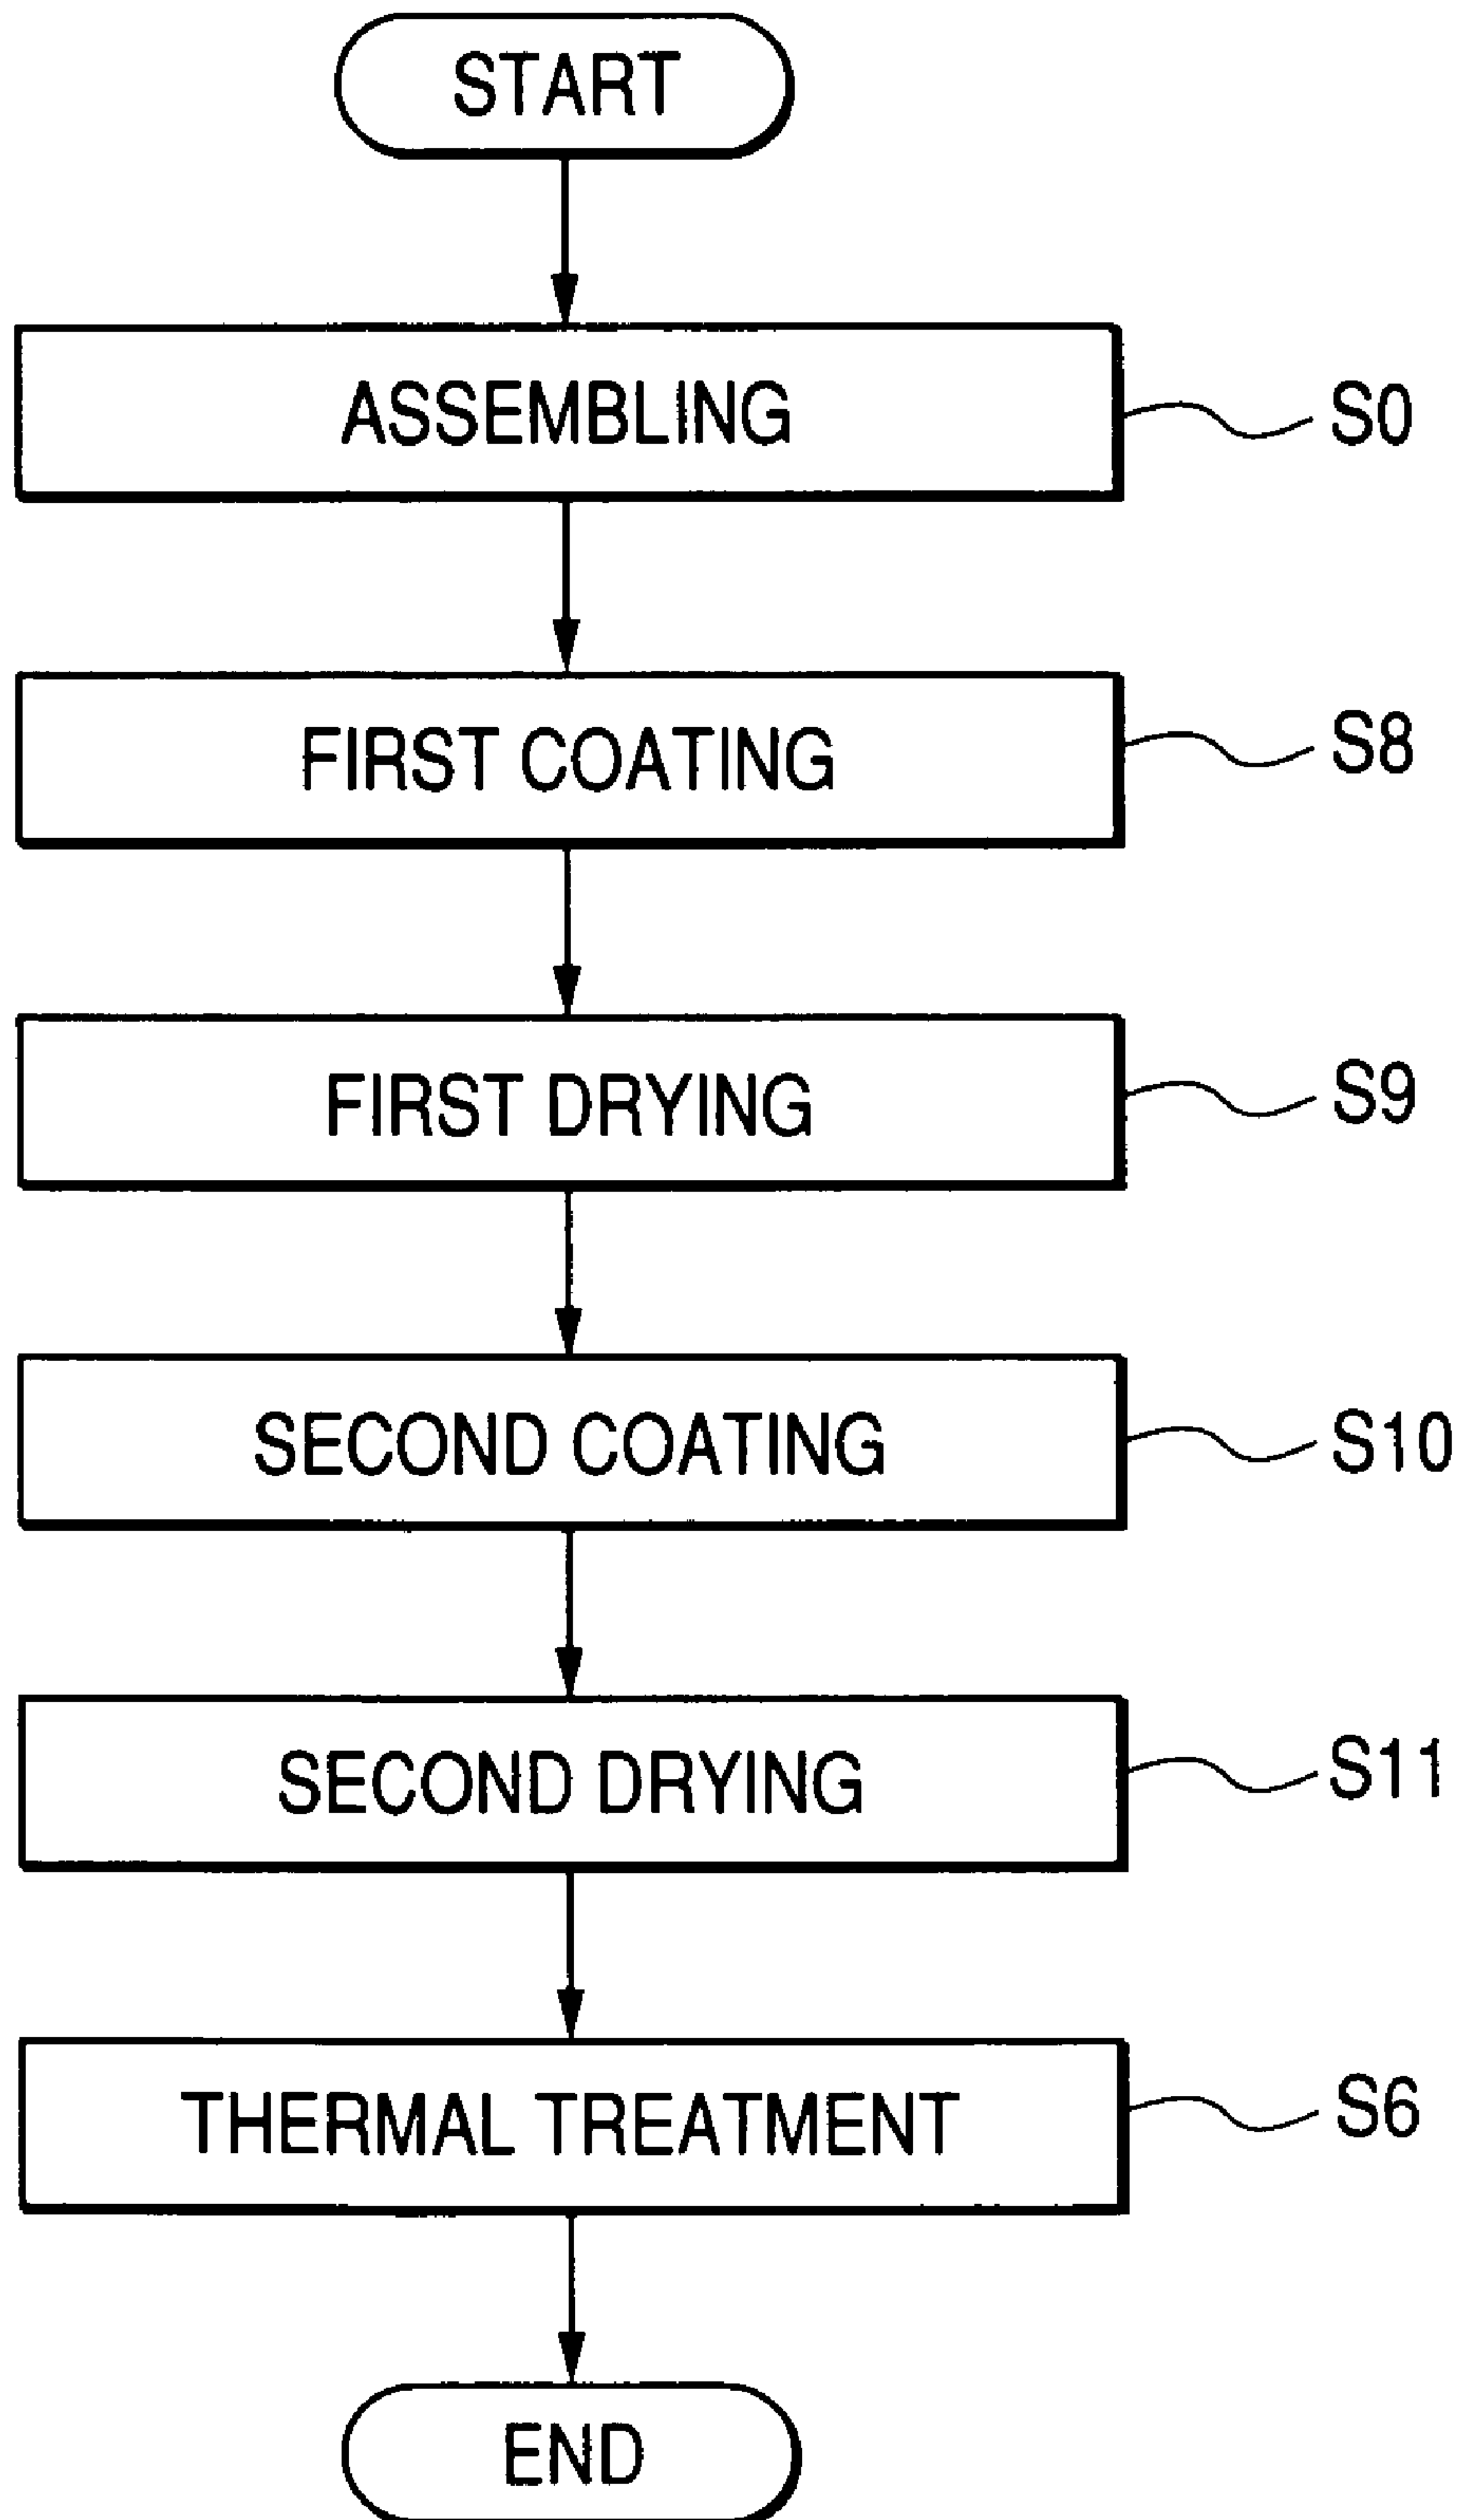 START
ASSEMBLING S0
FIRST COATING S8
FIRST DRYING S9
SECOND COATING S10
SECOND DRYING S11
THERMAL TREATMENT S6
END